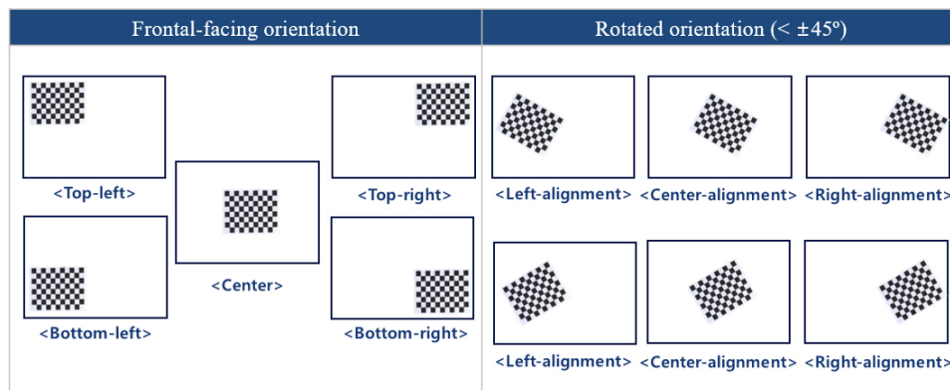 Frontal-facing orientation
Rotated orientation (< ±45º)
<Top-left>
<Top-right>
<Center>
<Bottom-left>
<Bottom-right>
<Left-alignment>
<Center-alignment>
<Right-alignment>
<Left-alignment>
<Center-alignment>
<Right-alignment>